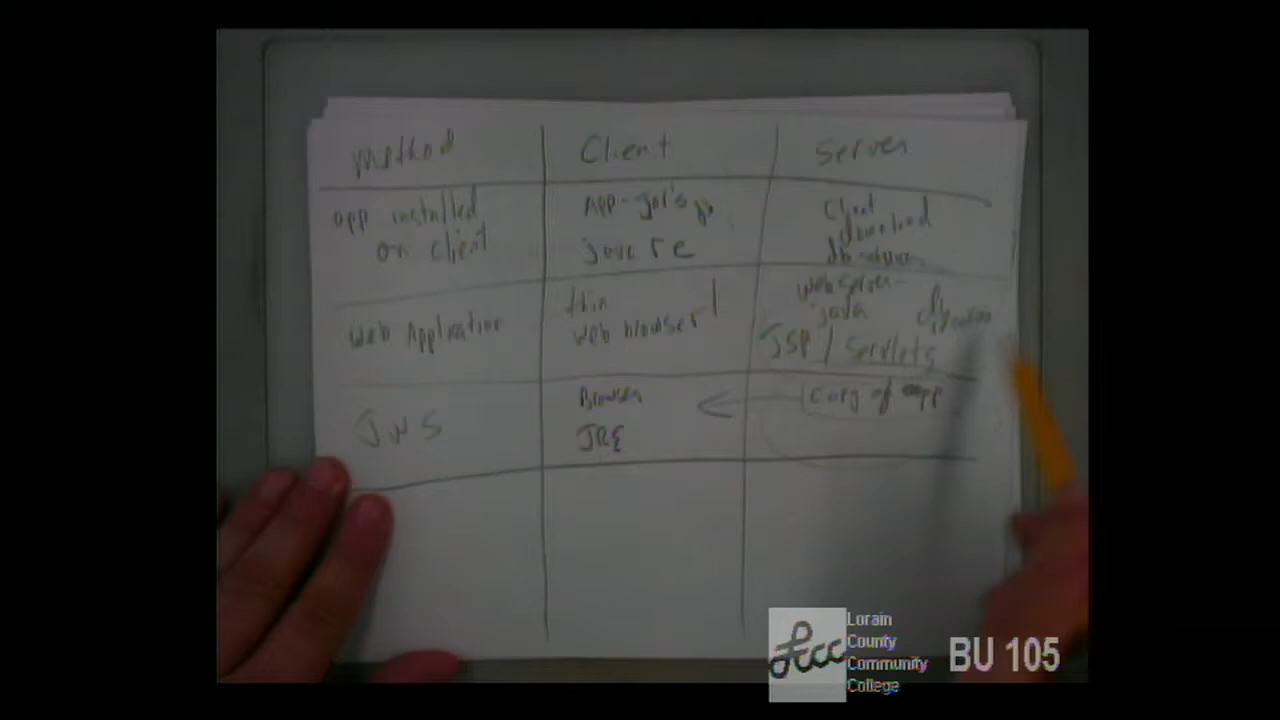 Method Client Server
app installed
on client
App-jar's
java re
Client
download
Web Application
thin
web browser
Web server-
java
JSP / Servlets
JWS
Browser
JRE
copy of app
Lorain
County
Community
College
lccc
BU 105